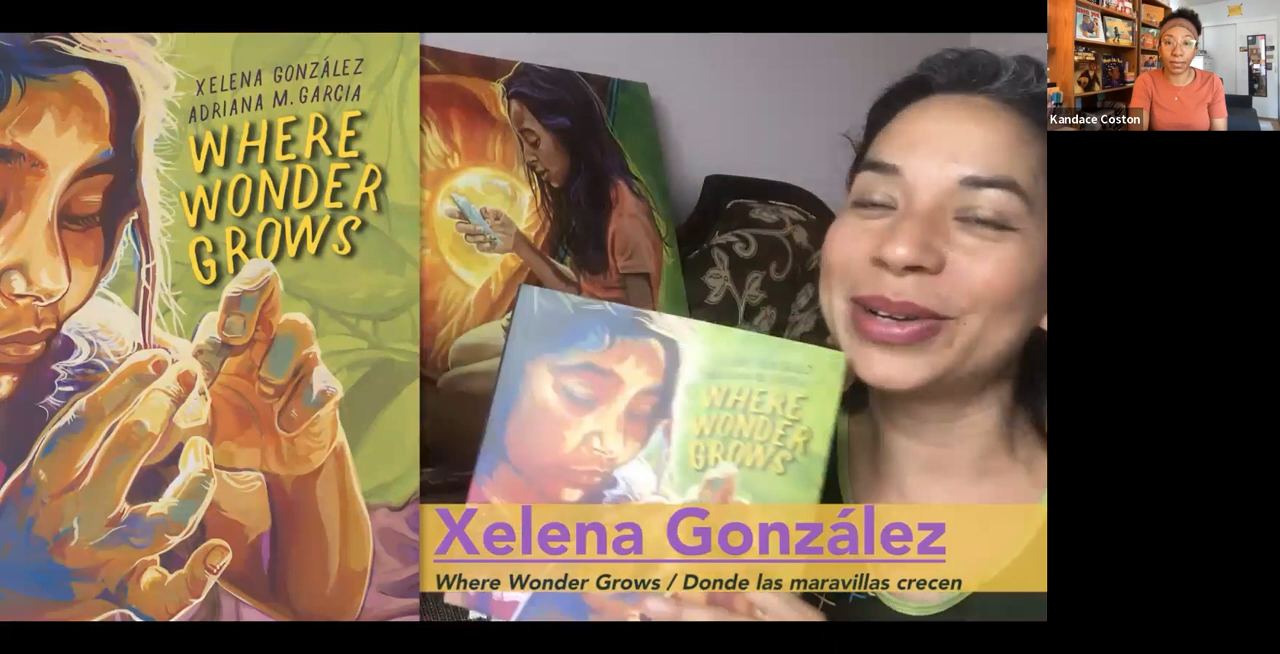 XELENA GONZÁLEZ
ADRIANA M. GARCIA
WHERE
WONDER
GROWS
WHERE
WONDER
GROWS
Xelena González
Where Wonder Grows / Donde las maravillas crecen
Kandace Coston